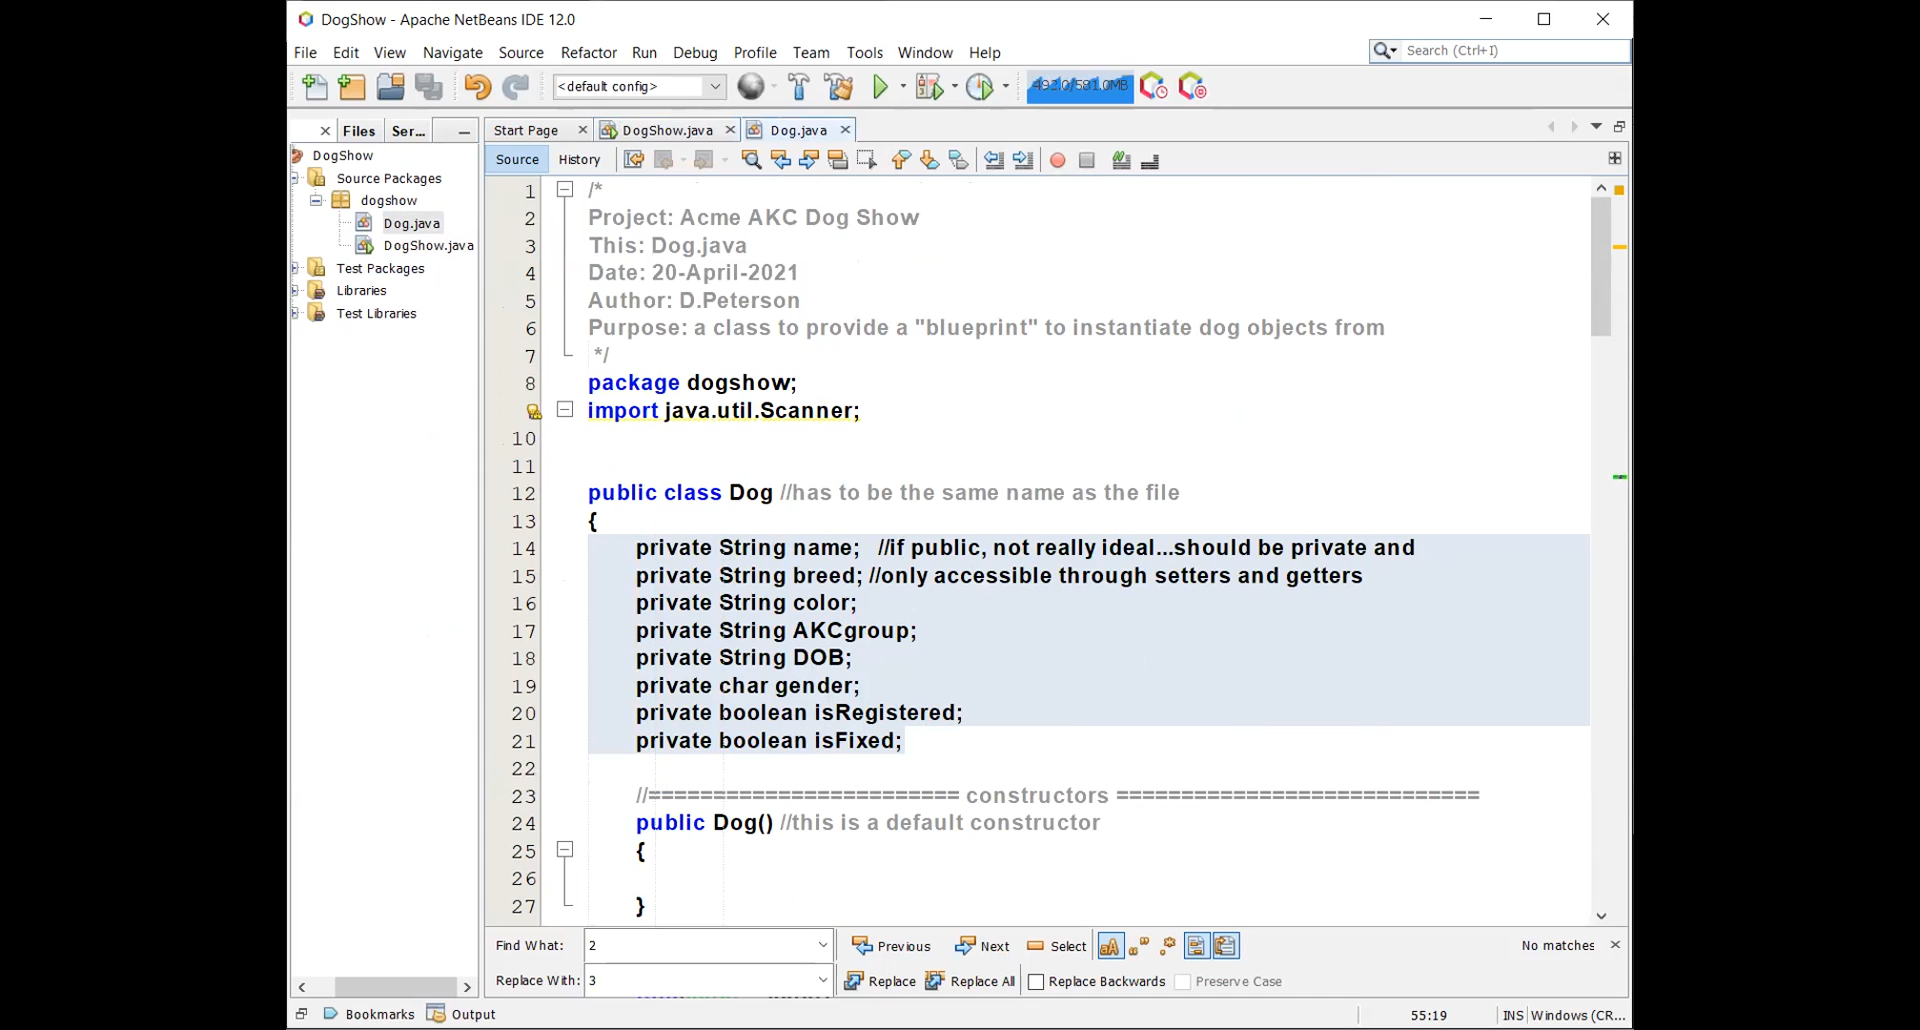 DogShow - Apache NetBeans IDE 12.0
File Edit View Navigate Source Refactor Run Debug Profile Team Tools Window Help
Search (Ctrl+I)
<default config>
492.0/581.0MB
Files Ser...
Start Page DogShow.java Dog.java
Source History
DogShow
Source Packages
dogshow
Dog.java
DogShow.java
Test Packages
Libraries
Test Libraries
1 /*
2 Project: Acme AKC Dog Show
3 This: Dog.java
4 Date: 20-April-2021
5 Author: D.Peterson
6 Purpose: a class to provide a "blueprint" to instantiate dog objects from
7 */
8 package dogshow;
import java.util.Scanner;
10
11
12 public class Dog //has to be the same name as the file
13 {
14 private String name; //if public, not really ideal...should be private and
15 private String breed; //only accessible through setters and getters
16 private String color;
17 private String AKCgroup;
18 private String DOB;
19 private char gender;
20 private boolean isRegistered;
21 private boolean isFixed;
22
23 //======================== constructors ============================
24 public Dog() //this is a default constructor
25 {
26
27 }
Find What: 2 Previous Next Select No matches
Replace With: 3 Replace Replace All Replace Backwards Preserve Case
Bookmarks Output 55:19 INS Windows (CR...